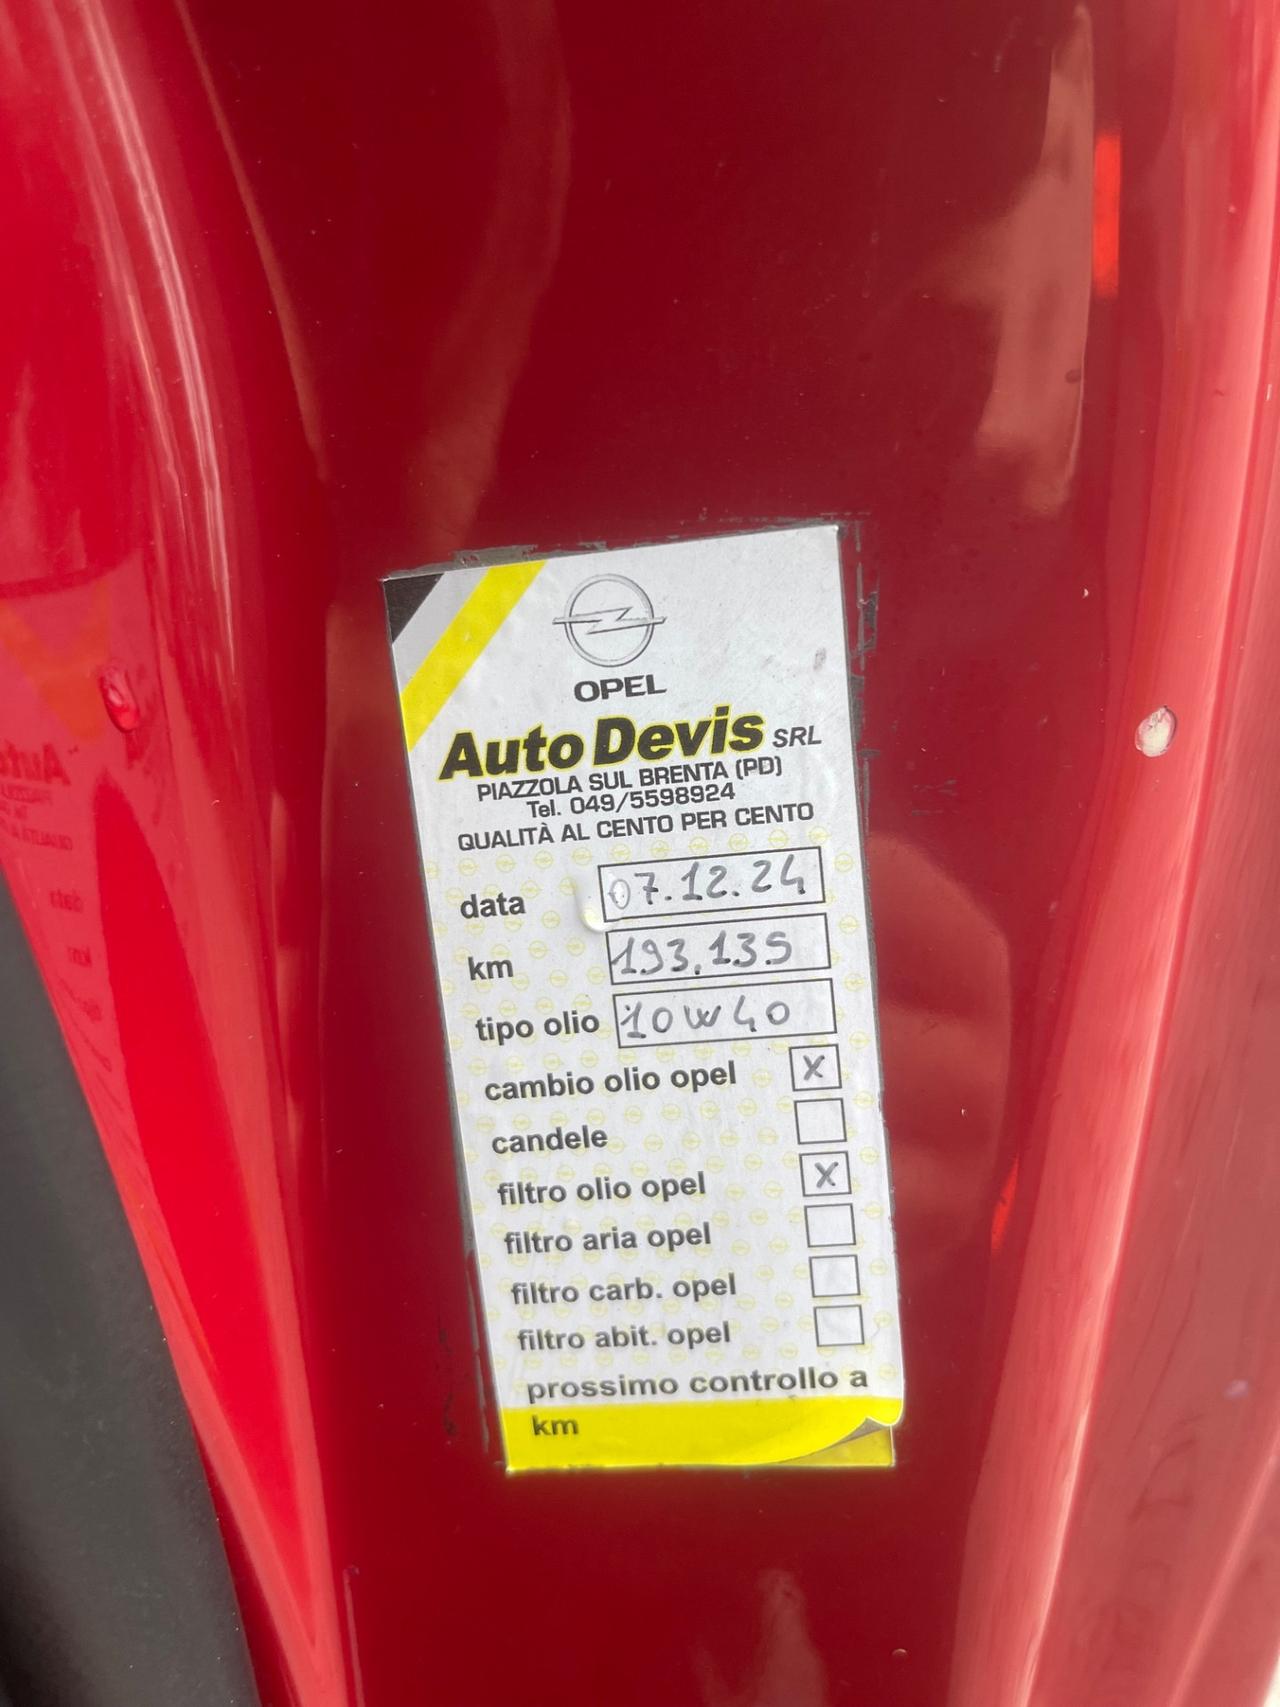 OPEL
Auto Devis SRL
PIAZZOLA SUL BRENTA (PD)
Tel. 049/5598924
QUALITÀ AL CENTO PER CENTO
data 07.12.24
km 193.135
tipo olio 10W40
cambio olio opel X
candele
filtro olio opel X
filtro aria opel
filtro carb. opel
filtro abit. opel
prossimo controllo a
km